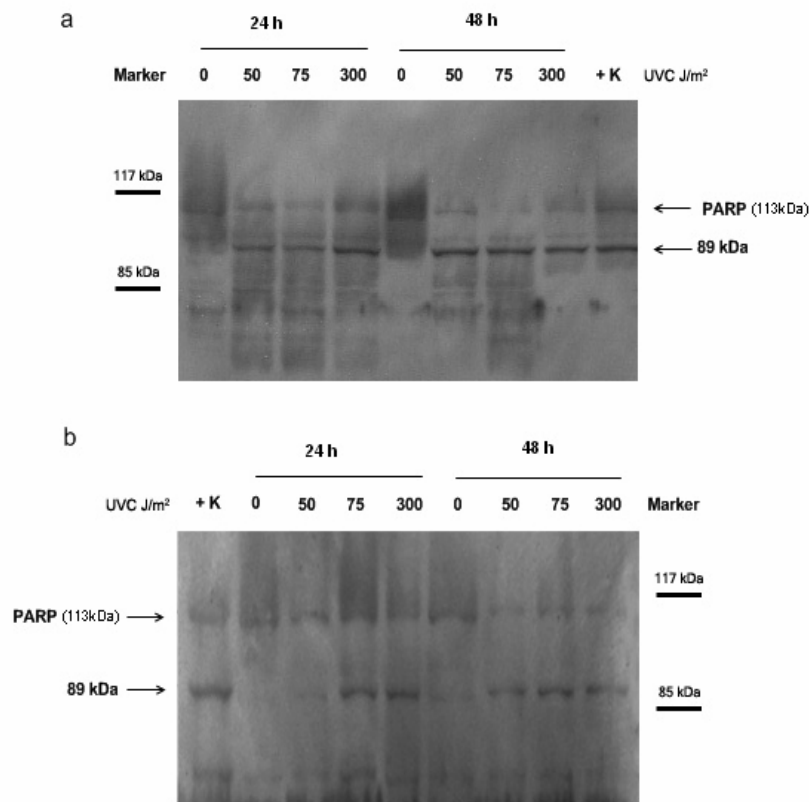 a
24 h 48 h
Marker 0 50 75 300 0 50 75 300 + K UVC J/m²
117 kDa
PARP (113kDa)
89 kDa
85 kDa
b
24 h 48 h
UVC J/m² + K 0 50 75 300 0 50 75 300 Marker
117 kDa
PARP (113kDa)
89 kDa
85 kDa